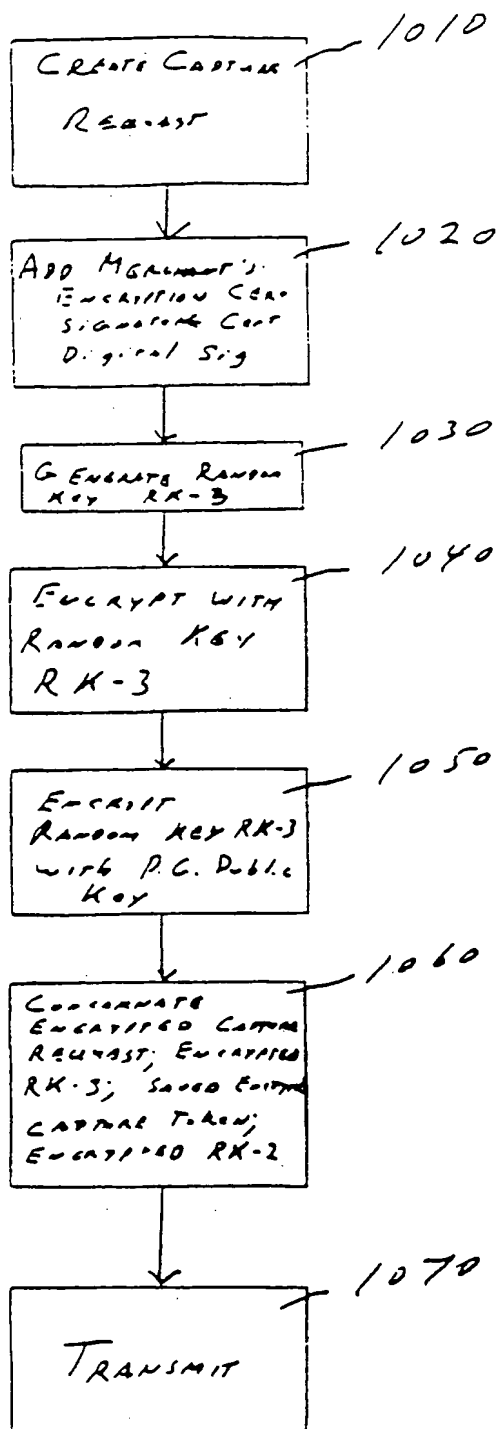 1010
CREATE CAPTURE
REQUEST
1020
ADD MERCHANT'S
ENCRYPTION CERT
SIGNATURE CERT
Digital Sig
1030
GENERATE RANDOM
KEY RK-3
1040
ENCRYPT WITH
RANDOM KEY
RK-3
1050
ENCRYPT
RANDOM KEY RK-3
with P.G. Public
Key
1060
CONCATENATE
ENCRYPTED CAPTURE
REQUEST; ENCRYPTED
RK-3; SAVED
CAPTURE TOKEN;
ENCRYPTED RK-2
1070
TRANSMIT